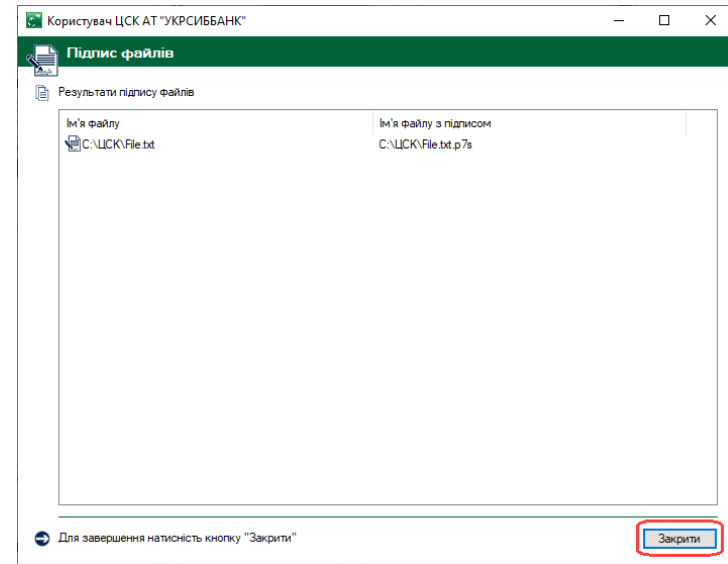 Користувач ЦСК АТ "УКРСИББАНК"
Підпис файлів
Результати підпису файлів
Ім'я файлу Ім'я файлу з підписом
C:\ЦСК\File.txt C:\ЦСК\File.txt.p7s
Для завершення натисність кнопку "Закрити" Закрити